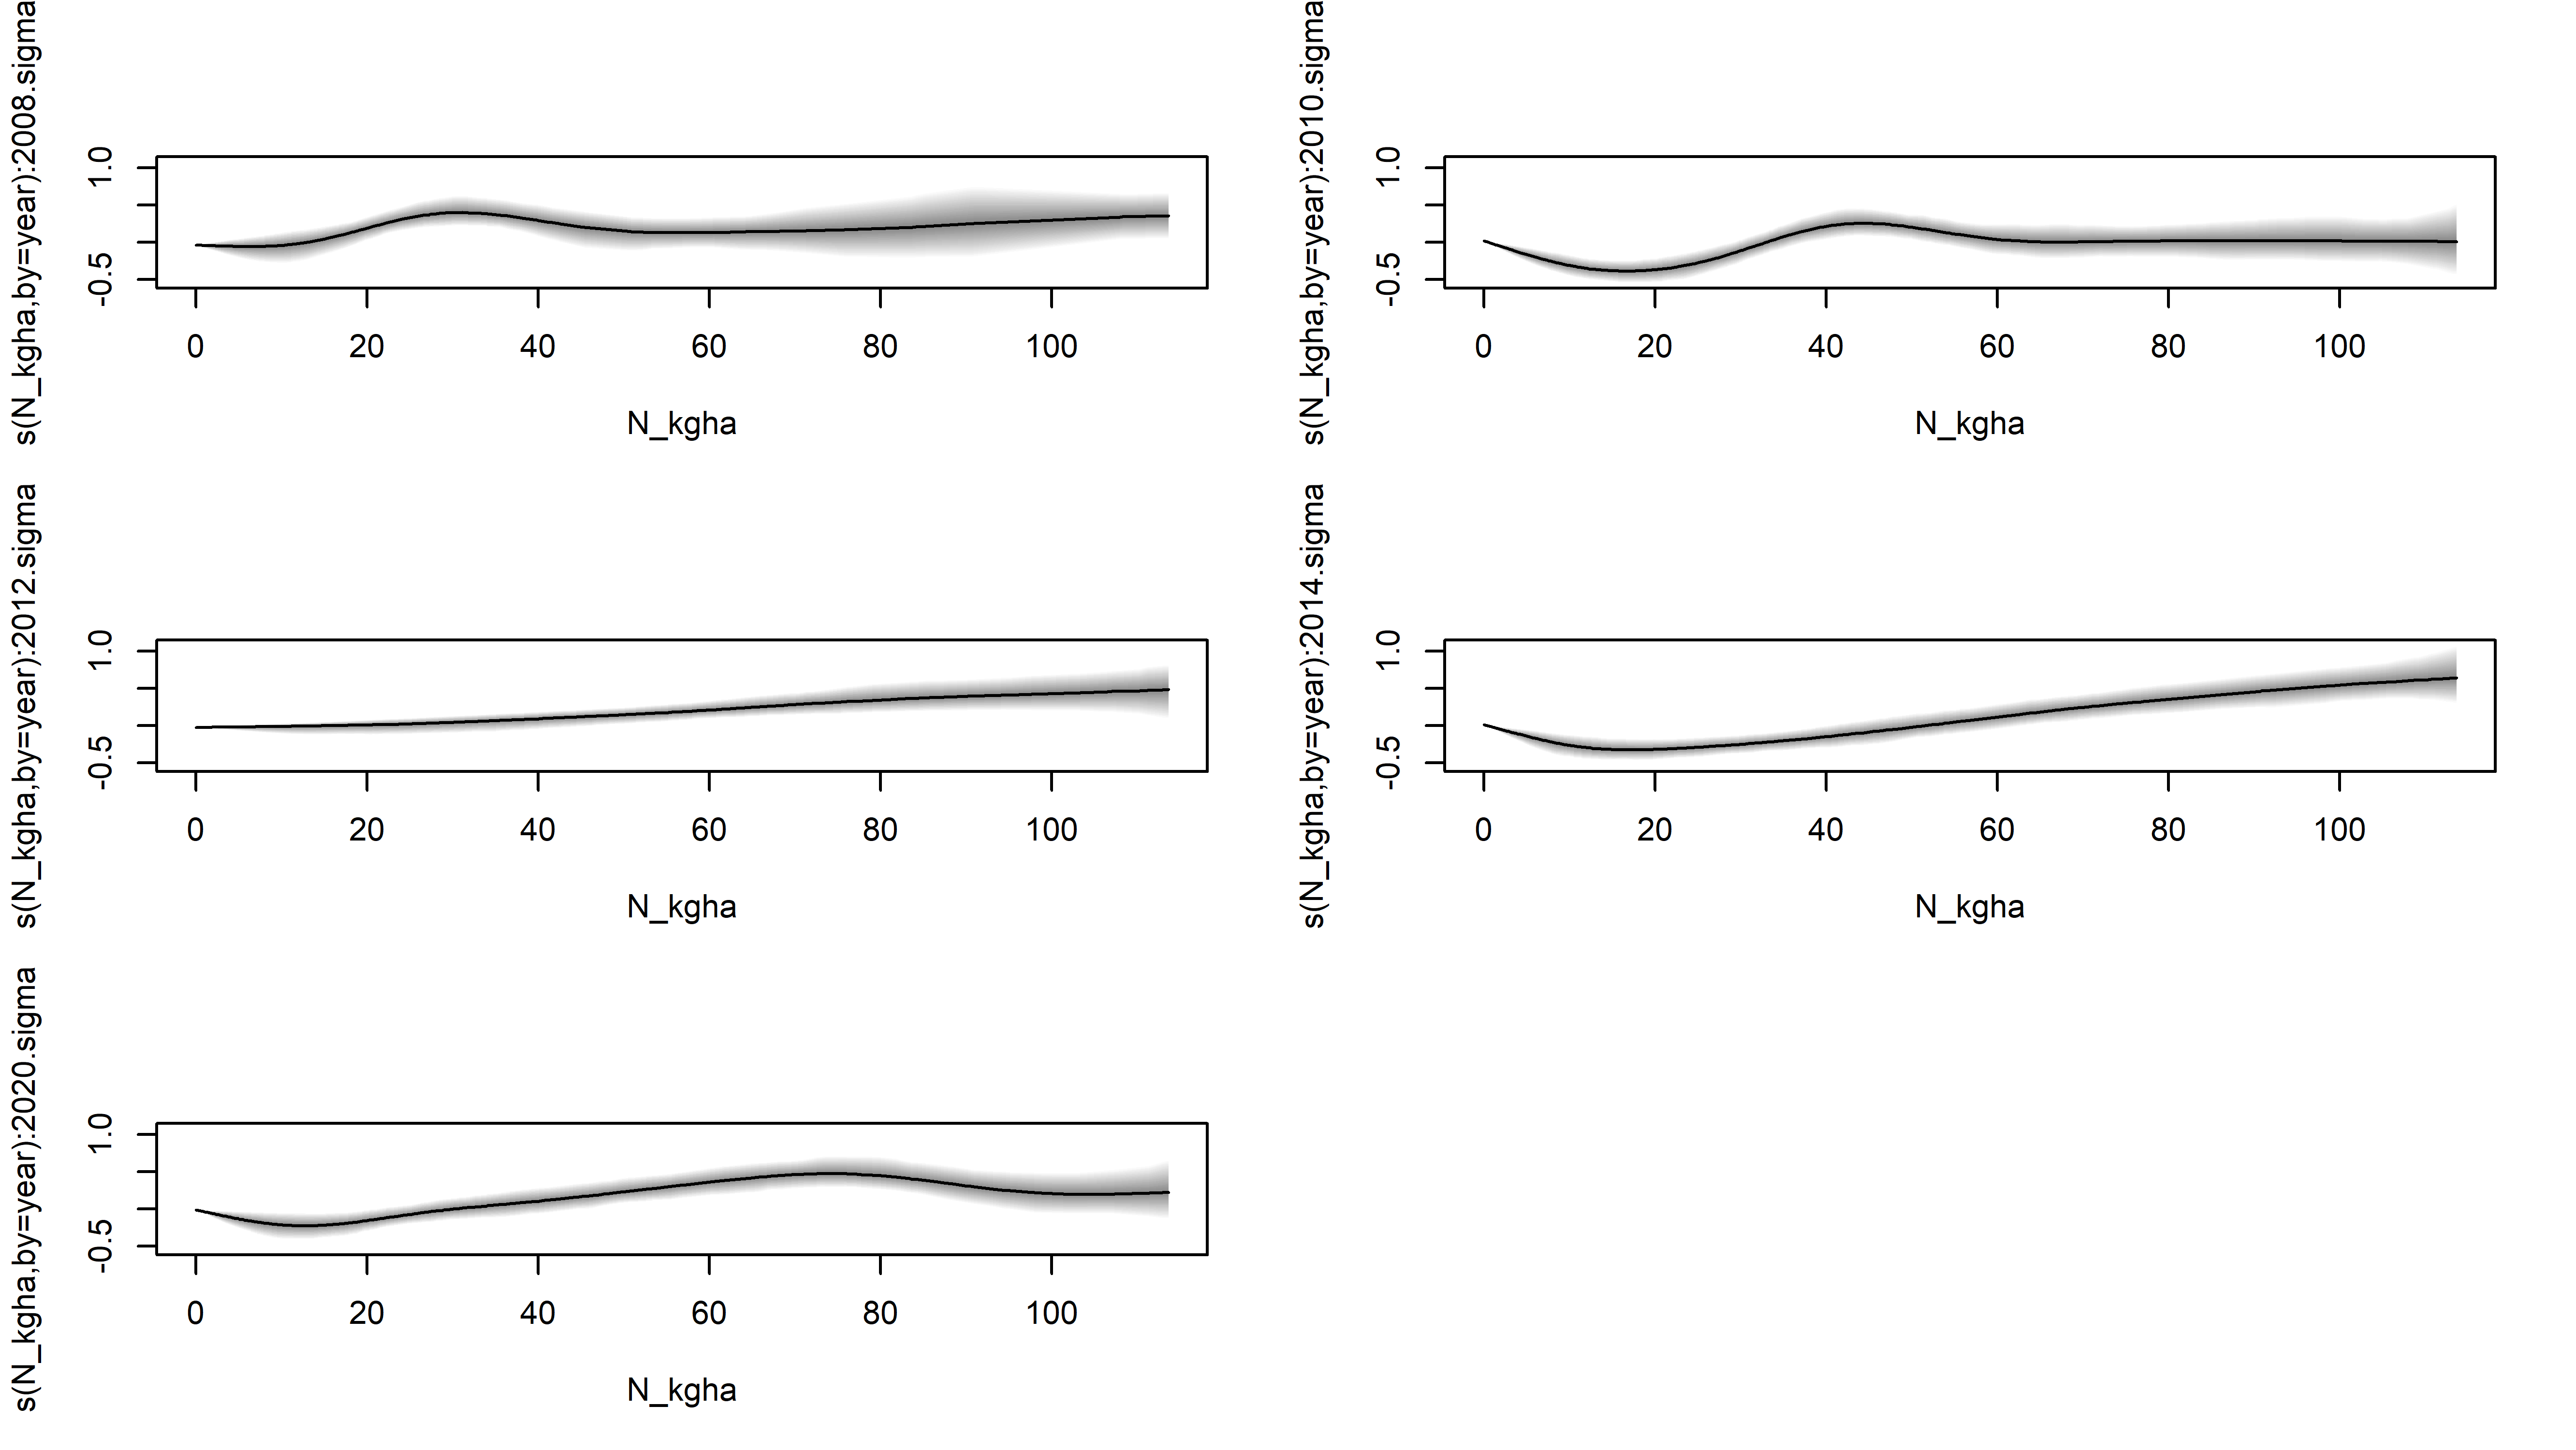 s(N_kgha,by=year):2008.sigma
1.0
-0.5
0 20 40 60 80 100
N_kgha
s(N_kgha,by=year):2010.sigma
1.0
-0.5
0 20 40 60 80 100
N_kgha
s(N_kgha,by=year):2012.sigma
1.0
-0.5
0 20 40 60 80 100
N_kgha
s(N_kgha,by=year):2014.sigma
1.0
-0.5
0 20 40 60 80 100
N_kgha
s(N_kgha,by=year):2020.sigma
1.0
-0.5
0 20 40 60 80 100
N_kgha